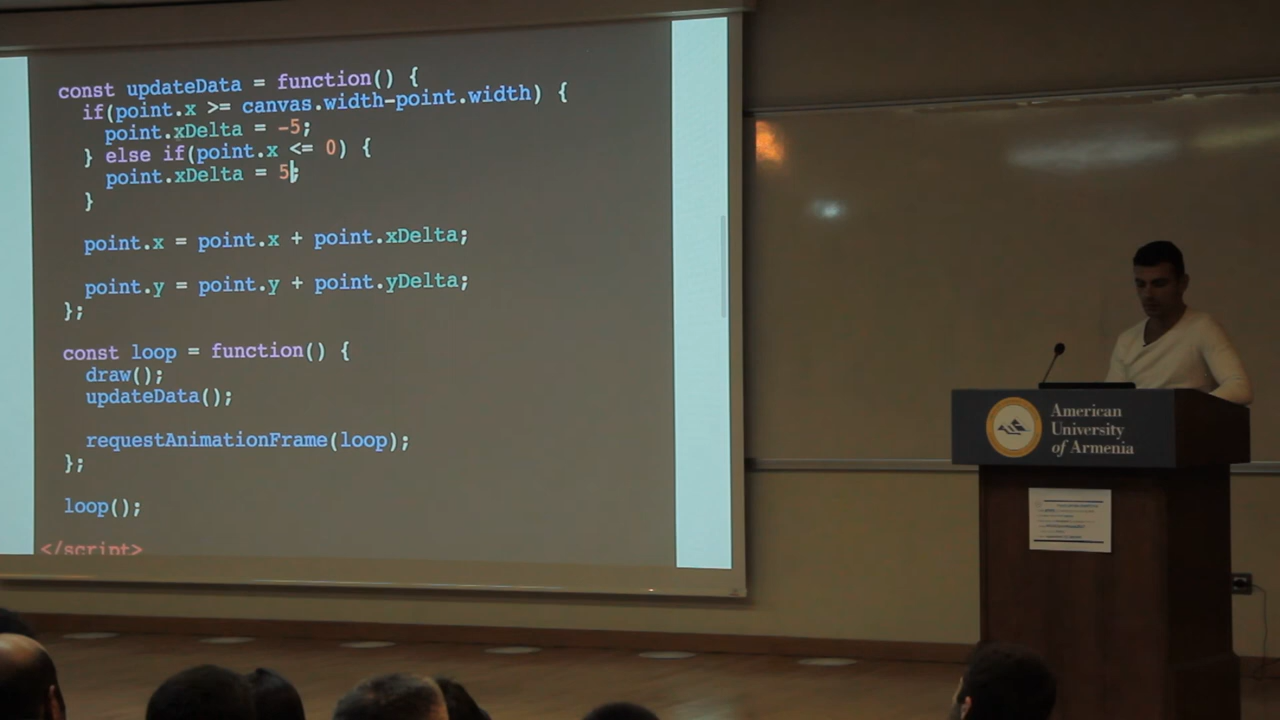 const updateData = function() {
if(point.x >= canvas.width-point.width) {
point.xDelta = -5;
} else if(point.x <= 0) {
point.xDelta = 5;
}
point.x = point.x + point.xDelta;
point.y = point.y + point.yDelta;
};
const loop = function() {
draw();
updateData();
requestAnimationFrame(loop);
};
loop();
</script>
American
University
of Armenia